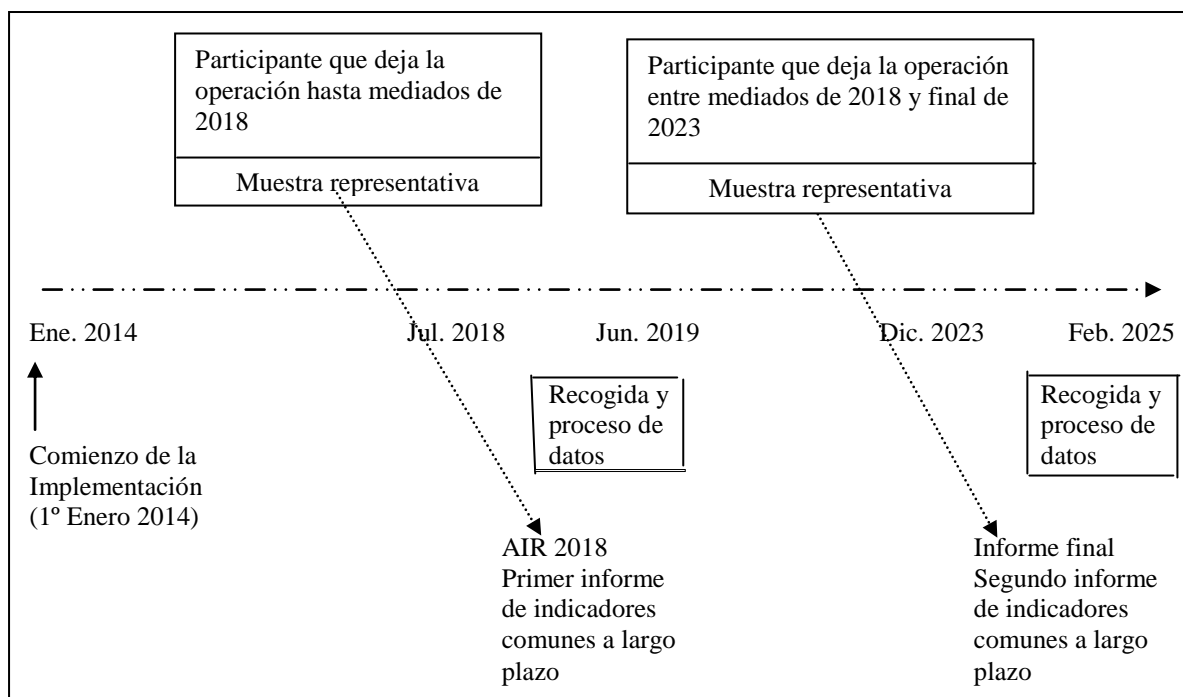 Participante que deja la
operación hasta mediados de
2018
Muestra representativa
Participante que deja la operación
entre mediados de 2018 y final de
2023
Muestra representativa
Ene. 2014
Jul. 2018
Jun. 2019
Dic. 2023
Feb. 2025
Comienzo de la
Implementación
(1º Enero 2014)
Recogida y
proceso de
datos
Recogida y
proceso de
datos
AIR 2018
Primer informe
de indicadores
comunes a largo
plazo
Informe final
Segundo informe
de indicadores
comunes a largo
plazo